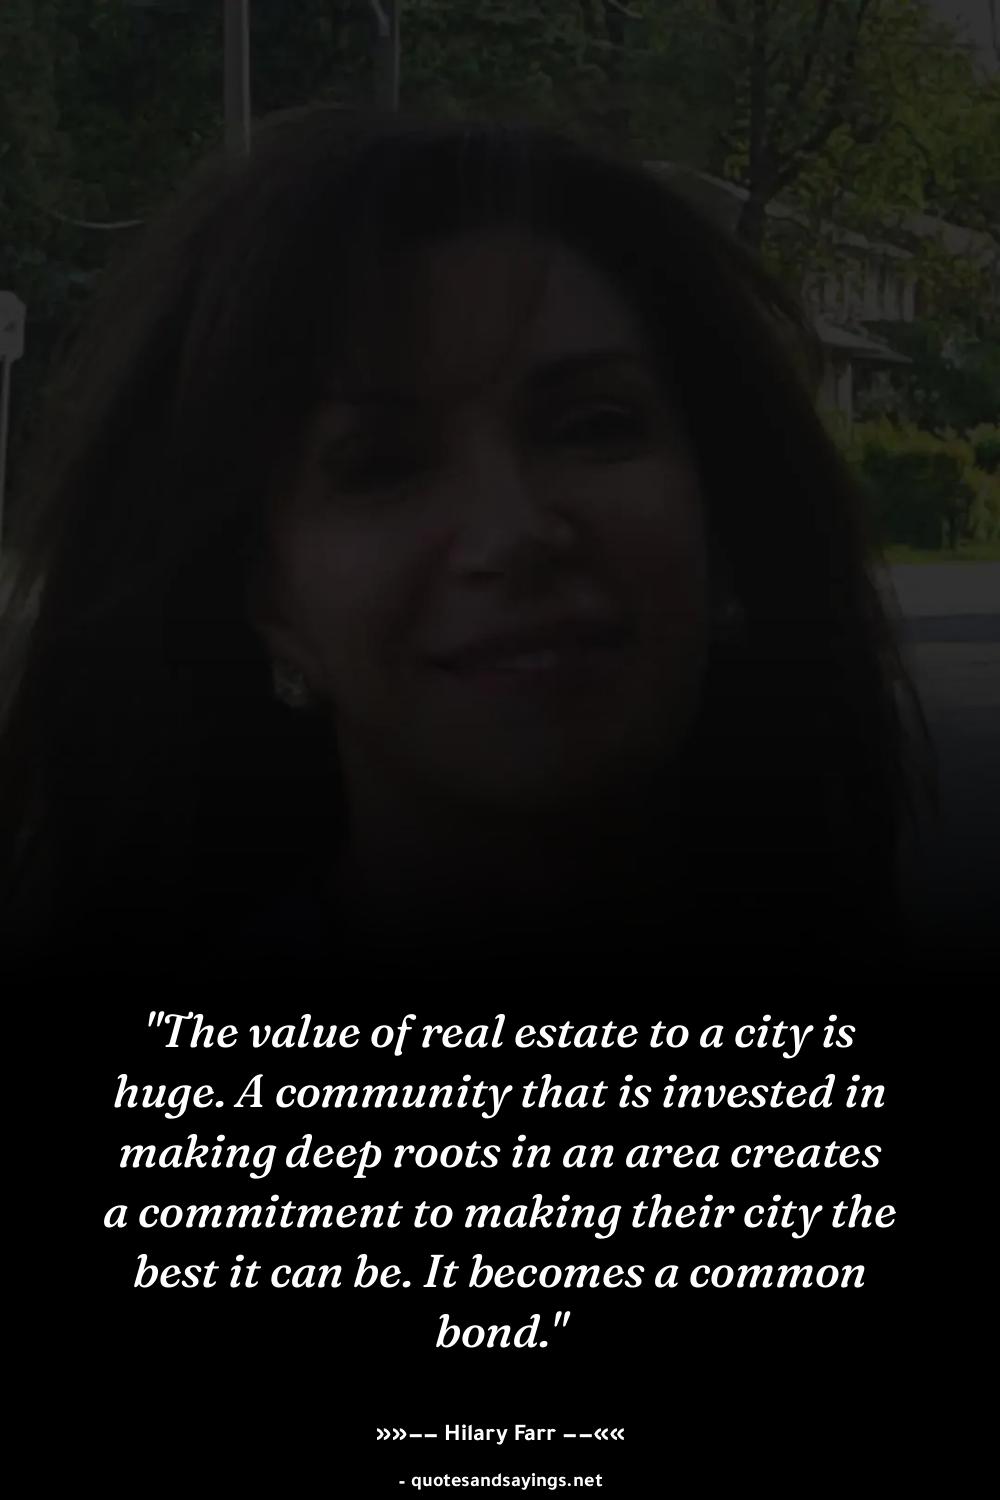 "The value of real estate to a city is
huge. A community that is invested in
making deep roots in an area creates
a commitment to making their city the
best it can be. It becomes a common
bond."
»»−− Hilary Farr −−««
- quotesandsayings.net